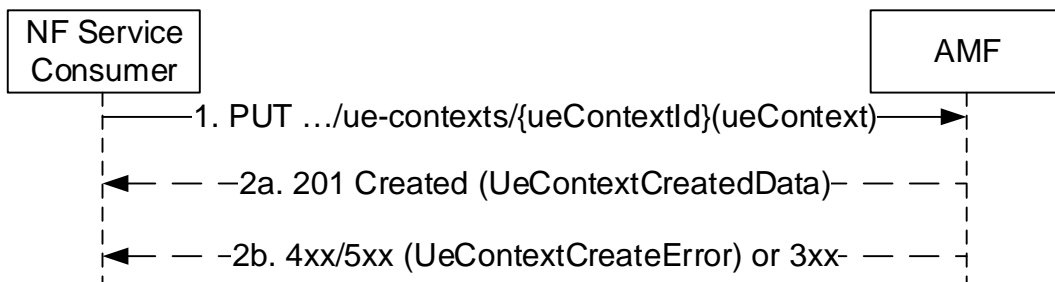 NF Service
Consumer
AMF
1. PUT …/ue-contexts/{ueContextId}(ueContext)
2a. 201 Created (UeContextCreatedData)
2b. 4xx/5xx (UeContextCreateError) or 3xx